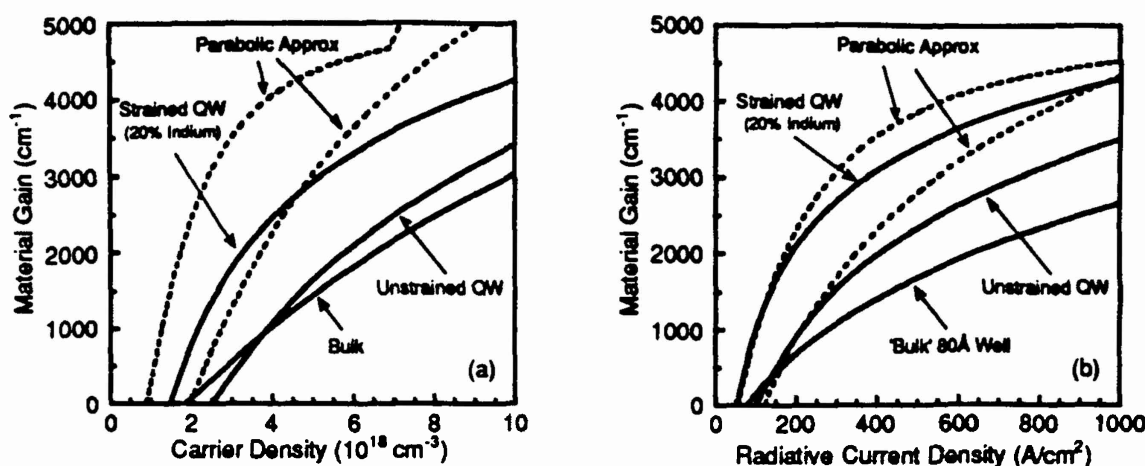 5000
4000
3000
2000
1000
0
Material Gain (cm⁻¹)
Parabolic Approx
Strained QW
(20% Indium)
Unstrained QW
Bulk
(a)
0 2 4 6 8 10
Carrier Density (10¹⁸ cm⁻³)
5000
4000
3000
2000
1000
0
Material Gain (cm⁻¹)
Parabolic Approx
Strained QW
(20% Indium)
Unstrained QW
'Bulk' 80Å Well
(b)
0 200 400 600 800 1000
Radiative Current Density (A/cm²)